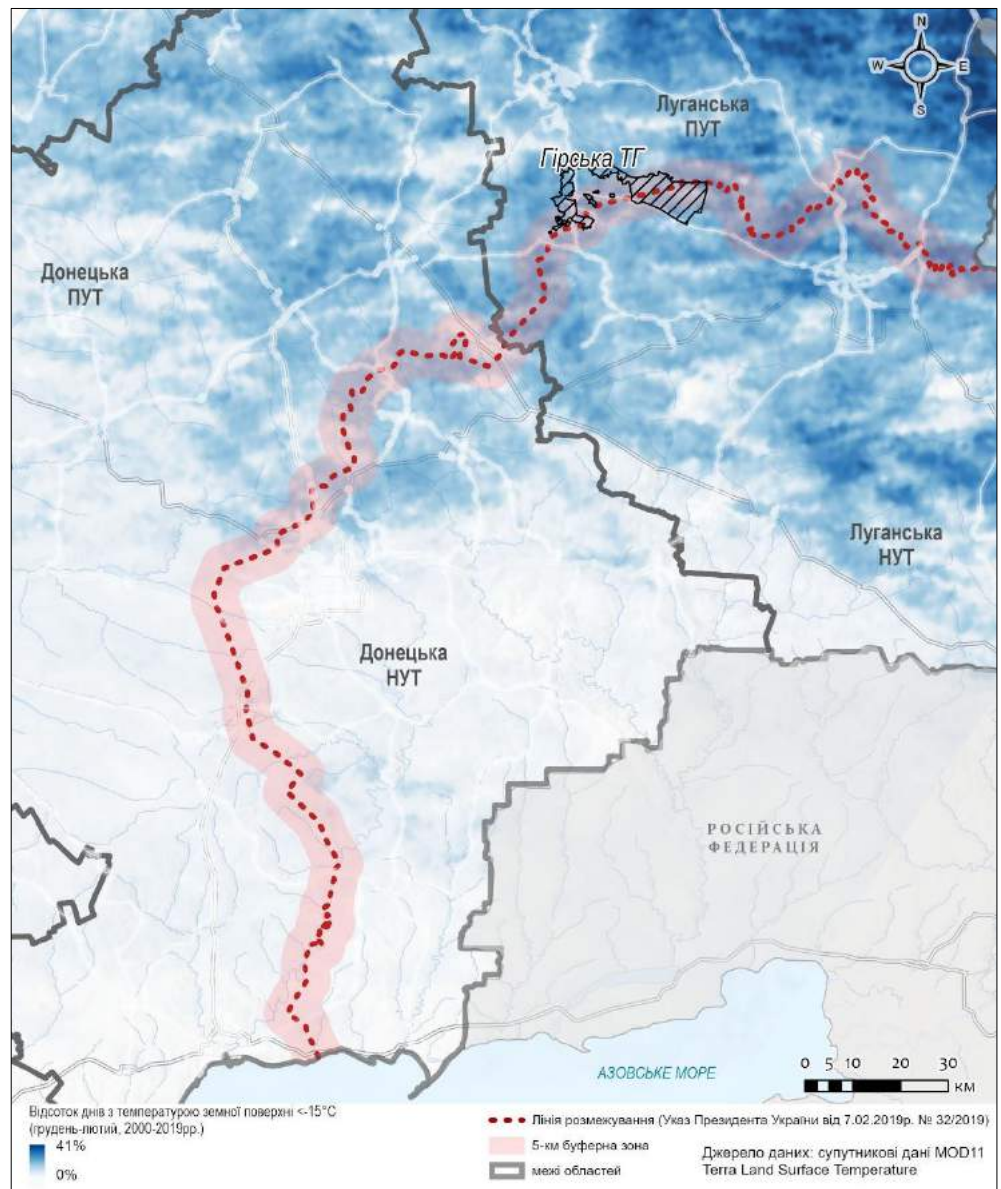 N
W
E
S
Луганська
ПУТ
Гірська ТГ
Донецька
ПУТ
Луганська
НУТ
Донецька
НУТ
РОСІЙСЬКА
ФЕДЕРАЦІЯ
АЗОВСЬКЕ МОРЕ
0 5 10 20 30
КМ
Відсоток днів з температурою земної поверхні <-15°C
(грудень-лютий, 2000-2019рр.)
41%
0%
Лінія розмежування (Указ Президента України від 7.02.2019р. № 32/2019)
5-км буферна зона
межі областей
Джерело даних: супутникові дані MOD11
Terra Land Surface Temperature